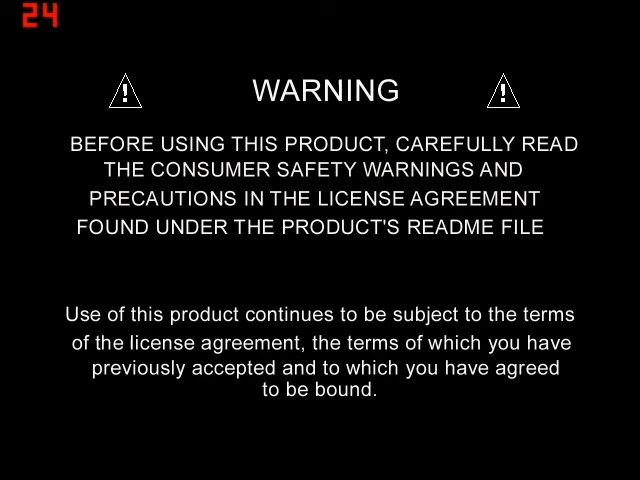 24
! WARNING !
BEFORE USING THIS PRODUCT, CAREFULLY READ
THE CONSUMER SAFETY WARNINGS AND
PRECAUTIONS IN THE LICENSE AGREEMENT
FOUND UNDER THE PRODUCT'S README FILE
Use of this product continues to be subject to the terms
of the license agreement, the terms of which you have
previously accepted and to which you have agreed
to be bound.